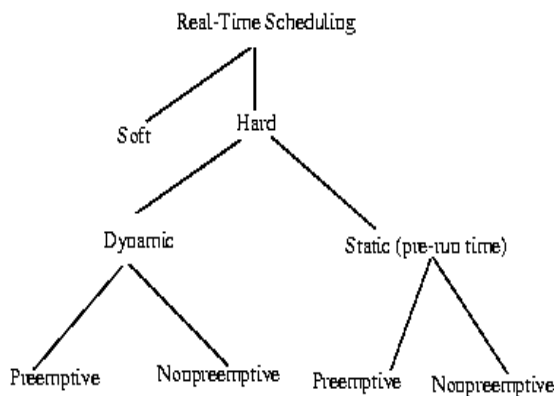 Real-Time Scheduling
Soft
Hard
Dynamic
Static (pre-run time)
Preemptive
Nonpreemptive
Preemptive
Nonpreemptive